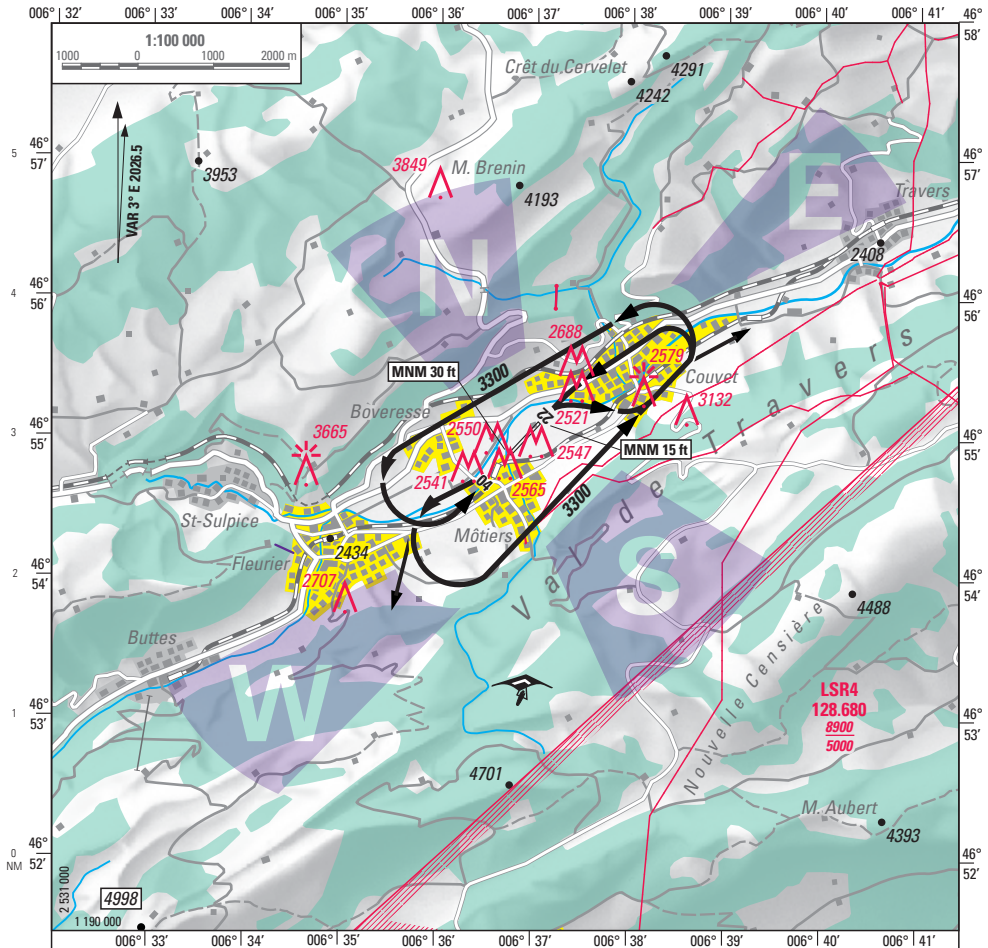 006° 32’ 006° 33’ 006° 34’ 006° 35’ 006° 36’ 006° 37’ 006° 38’ 006° 39’ 006° 40’ 006° 41’
46°
58’
46°
58’
1:100 000
1000 0 1000 2000 m
VAR 3° E 2026.5
Crêt du Cervelet
4291
4242
5
46°
57’
46°
57’
3953
3849
M. Brenin
4193
E
Travers
2408
N
4
46°
56’
46°
56’
2688
2579
3300
MNM 30 ft
Couvet
Boveresse
2521
3132
22
3
46°
55’
46°
55’
3665
2550
2547
MNM 15 ft
2541
04
2565
3300
St-Sulpice
Môtiers
2434
Fleurier
Val de Travers
2
46°
54’
46°
54’
2707
S
4488
Buttes
W
LSR4
128.680
8900
5000
1
46°
53’
46°
53’
Nouvelle Censière
4701
M. Aubert
4393
0
NM
46°
52’
46°
52’
2 531 000
4998
1 190 000
006° 33’ 006° 34’ 006° 35’ 006° 36’ 006° 37’ 006° 38’ 006° 39’ 006° 40’ 006° 41’